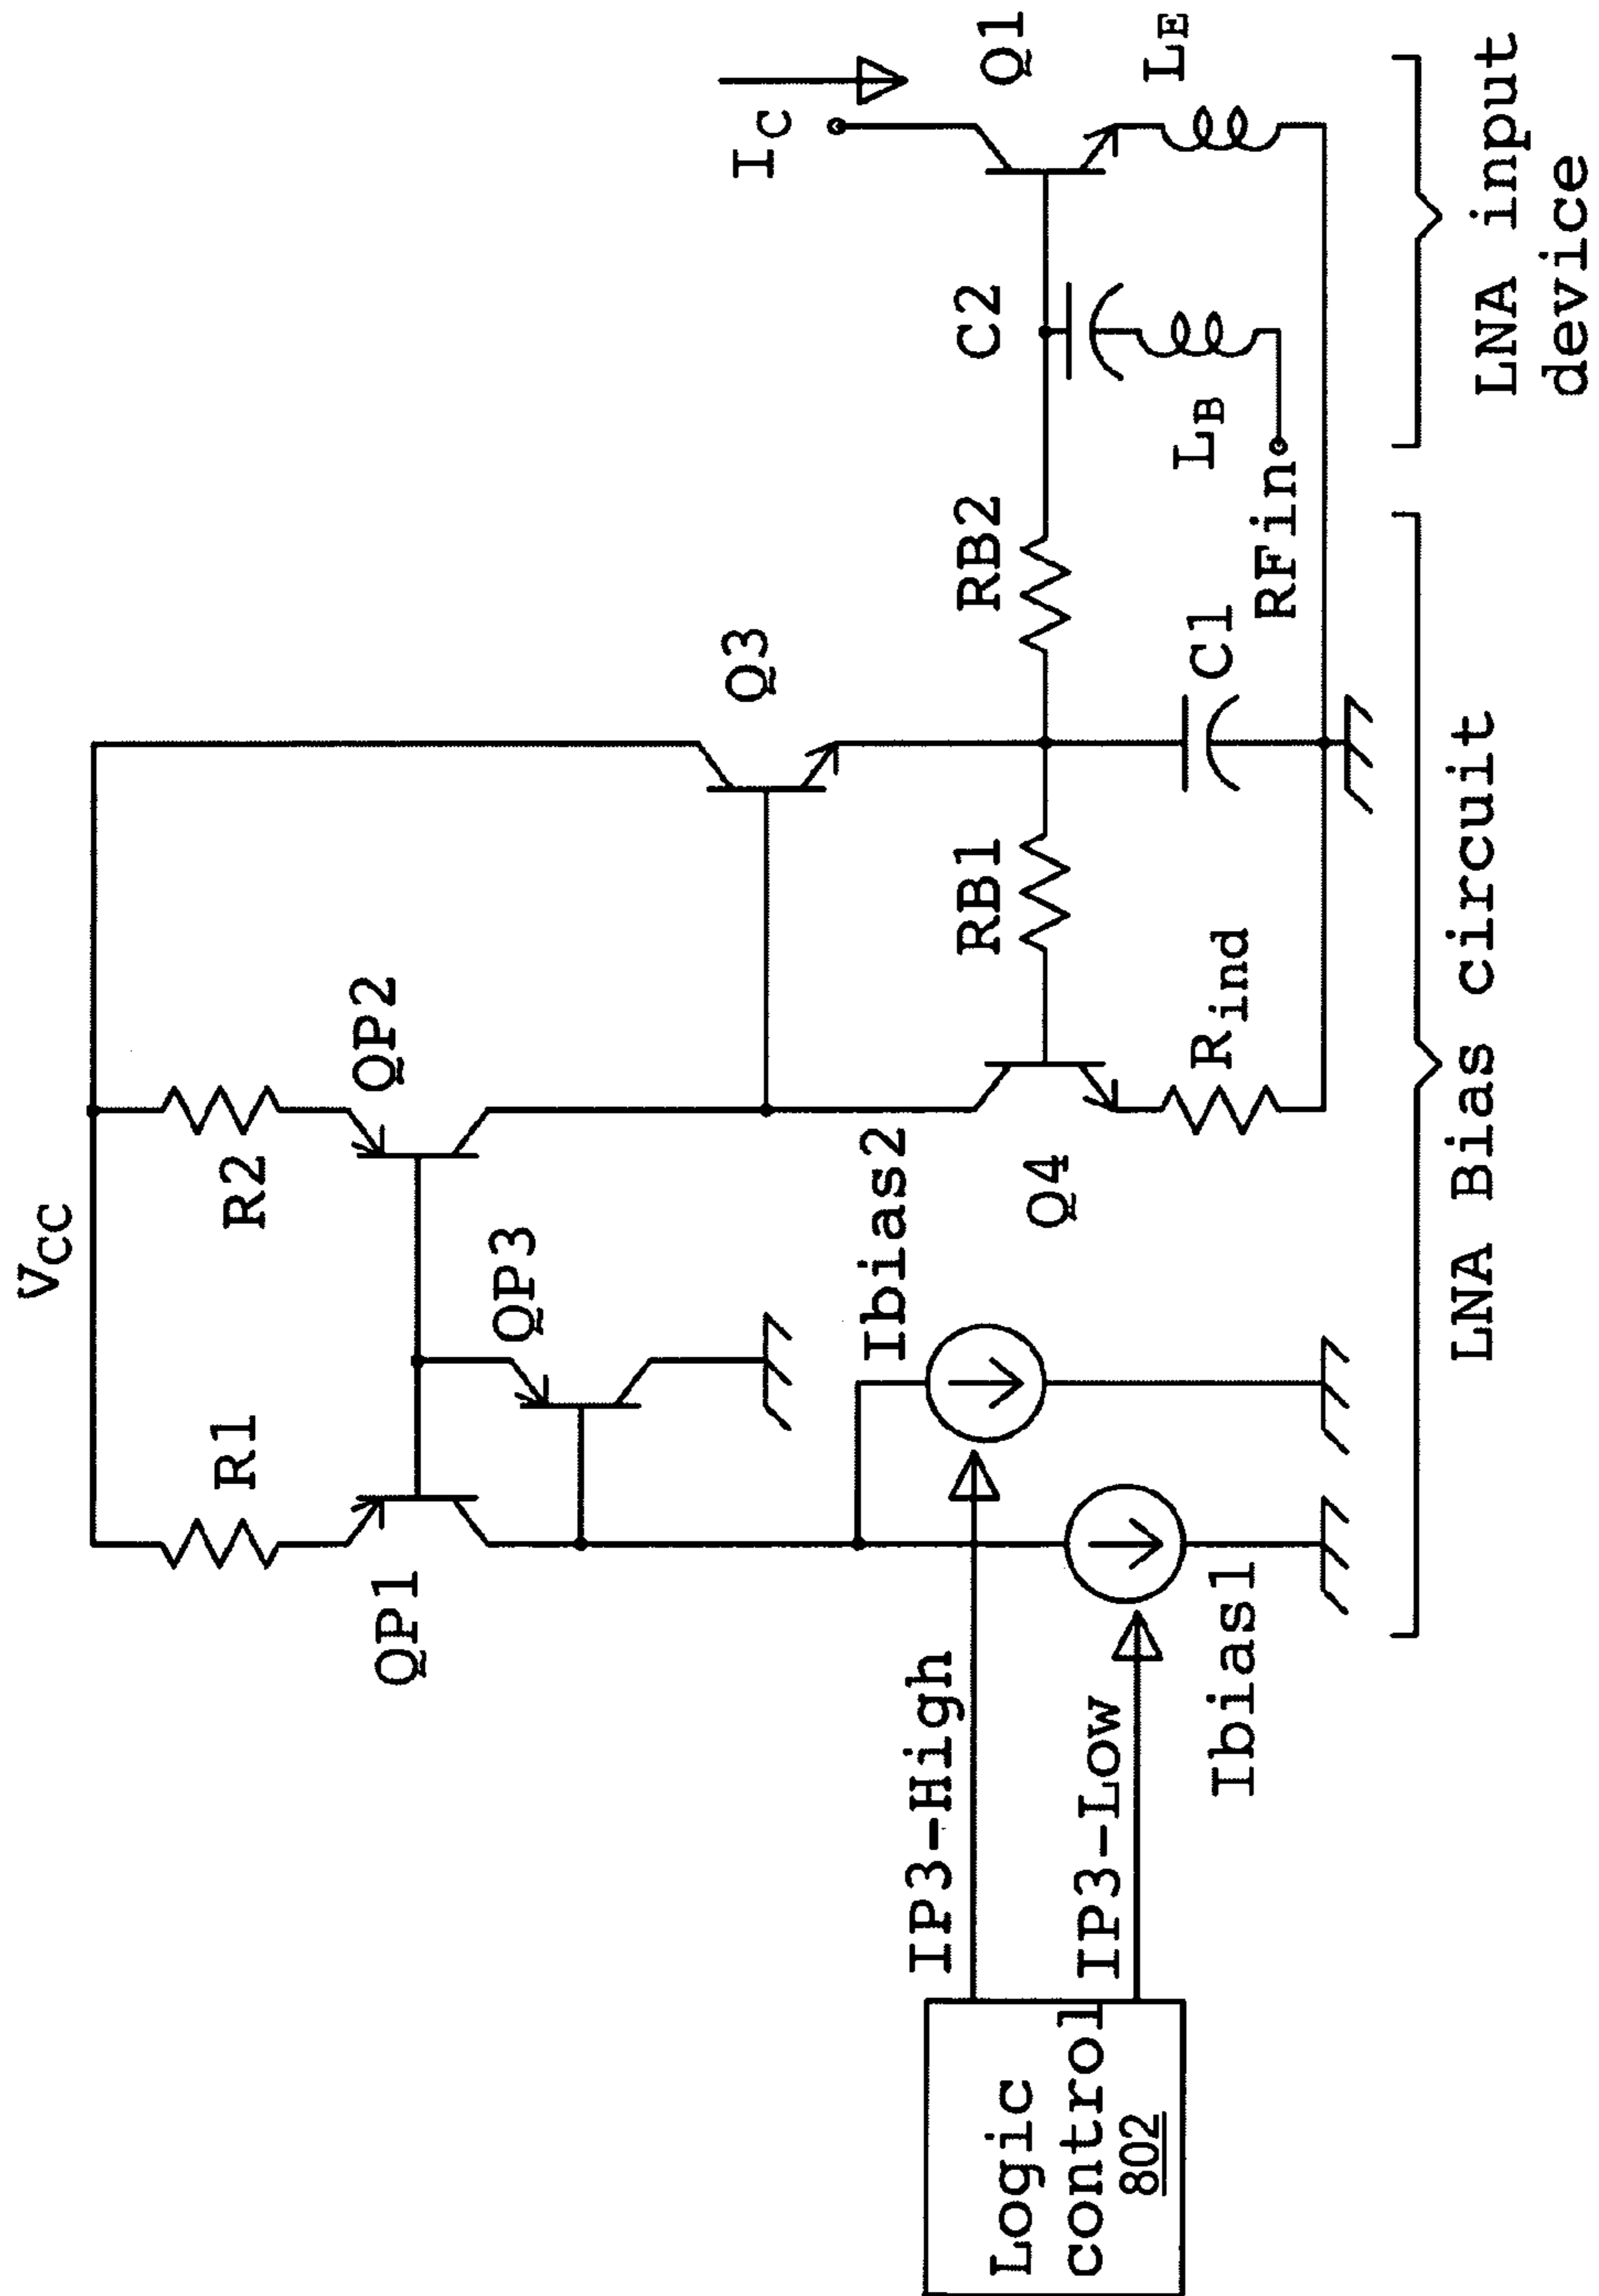 VCC
R1
R2
QP1
QP2
QP3
Q3
IC
Q1
LE
IP3-High
Ibias2
IP3-Low
Ibias1
Q4
Rind
RB1
RB2
C1
C2
LB
RFin
Logic
control
802
LNA Bias circuit
LNA input
device